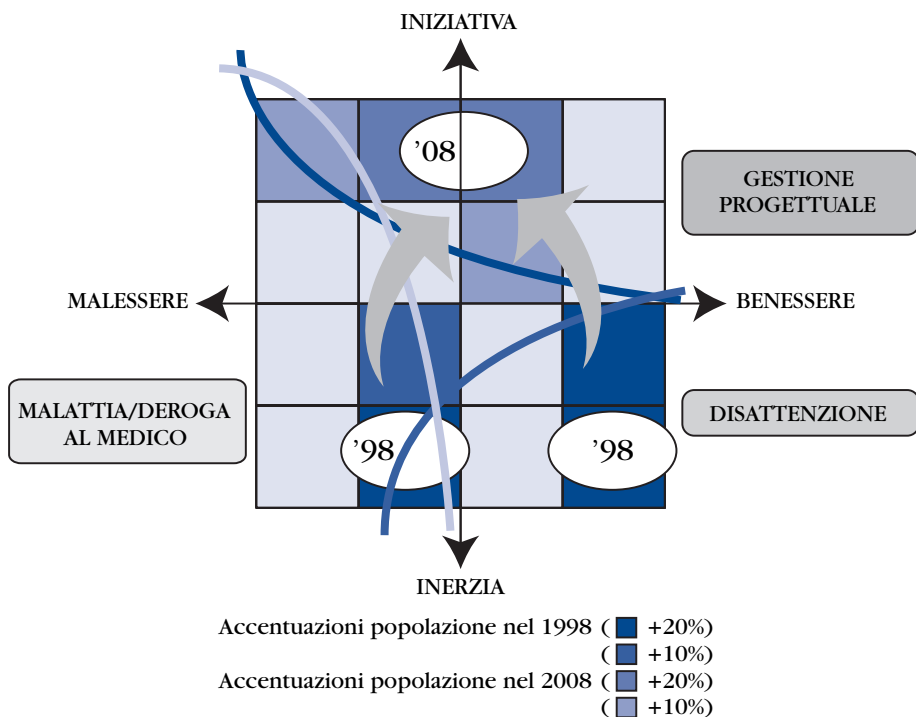 INIZIATIVA
’08
GESTIONE
PROGETTUALE
MALESSERE
BENESSERE
MALATTIA/DEROGA
AL MEDICO
DISATTENZIONE
’98
’98
INERZIA
Accentuazioni popolazione nel 1998 ( +20%)
( +10%)
Accentuazioni popolazione nel 2008 ( +20%)
( +10%)